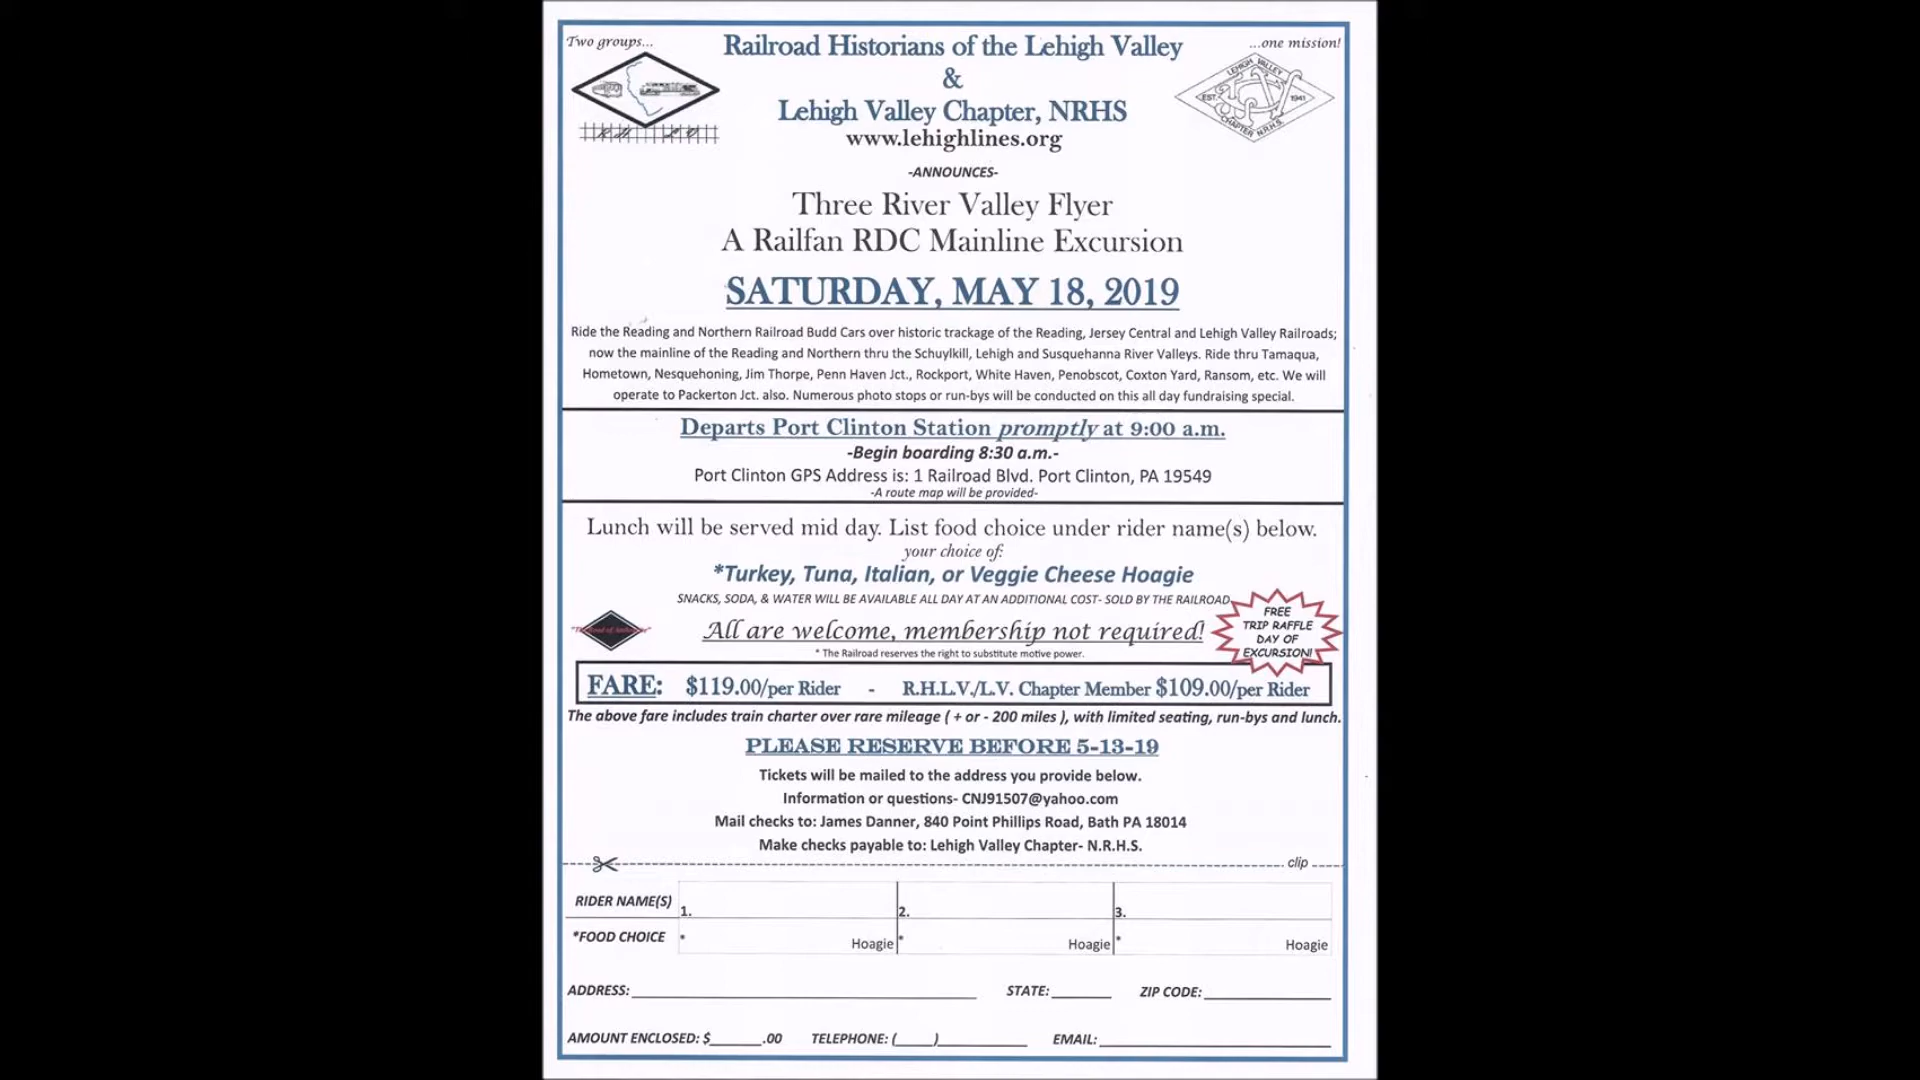 Two groups...
Railroad Historians of the Lehigh Valley
...one mission!
&
LEHIGH VALLEY
EST. 1941
CHAPTER N.R.H.S.
Lehigh Valley Chapter, NRHS
www.lehighlines.org
-ANNOUNCES-
Three River Valley Flyer
A Railfan RDC Mainline Excursion
SATURDAY, MAY 18, 2019
Ride the Reading and Northern Railroad Budd Cars over historic trackage of the Reading, Jersey Central and Lehigh Valley Railroads;
now the mainline of the Reading and Northern thru the Schuylkill, Lehigh and Susquehanna River Valleys. Ride thru Tamaqua,
Hometown, Nesquehoning, Jim Thorpe, Penn Haven Jct., Rockport, White Haven, Penobscot, Coxton Yard, Ransom, etc. We will
operate to Packerton Jct. also. Numerous photo stops or run-bys will be conducted on this all day fundraising special.
Departs Port Clinton Station promptly at 9:00 a.m.
-Begin boarding 8:30 a.m.-
Port Clinton GPS Address is: 1 Railroad Blvd. Port Clinton, PA 19549
-A route map will be provided-
Lunch will be served mid day. List food choice under rider name(s) below.
your choice of:
*Turkey, Tuna, Italian, or Veggie Cheese Hoagie
SNACKS, SODA, & WATER WILL BE AVAILABLE ALL DAY AT AN ADDITIONAL COST- SOLD BY THE RAILROAD
FREE
TRIP RAFFLE
DAY OF
EXCURSION!
All are welcome, membership not required!
* The Railroad reserves the right to substitute motive power.
FARE: $119.00/per Rider - R.H.L.V./L.V. Chapter Member $109.00/per Rider
The above fare includes train charter over rare mileage ( + or - 200 miles ), with limited seating, run-bys and lunch.
PLEASE RESERVE BEFORE 5-13-19
Tickets will be mailed to the address you provide below.
Information or questions- CNJ91507@yahoo.com
Mail checks to: James Danner, 840 Point Phillips Road, Bath PA 18014
Make checks payable to: Lehigh Valley Chapter- N.R.H.S.
clip
RIDER NAME(S) 1. 2. 3.
*FOOD CHOICE * Hoagie * Hoagie * Hoagie
ADDRESS: STATE: ZIP CODE:
AMOUNT ENCLOSED: $______.00 TELEPHONE: (____) EMAIL: